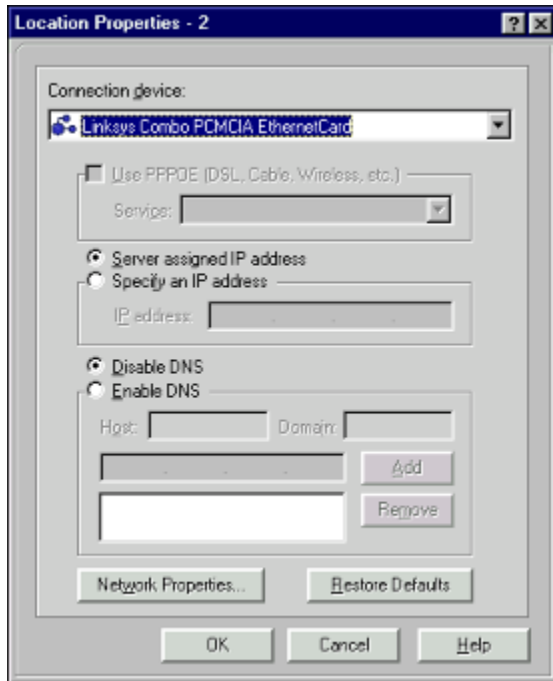 Location Properties - 2
Connection device:
Linksys Combo PCMCIA EthernetCard
Use PPPOE (DSL, Cable, Wireless, etc.)
Service:
Server assigned IP address
Specify an IP address
IP address:
Disable DNS
Enable DNS
Host: Domain:
Add
Remove
Network Properties... Restore Defaults
OK Cancel Help